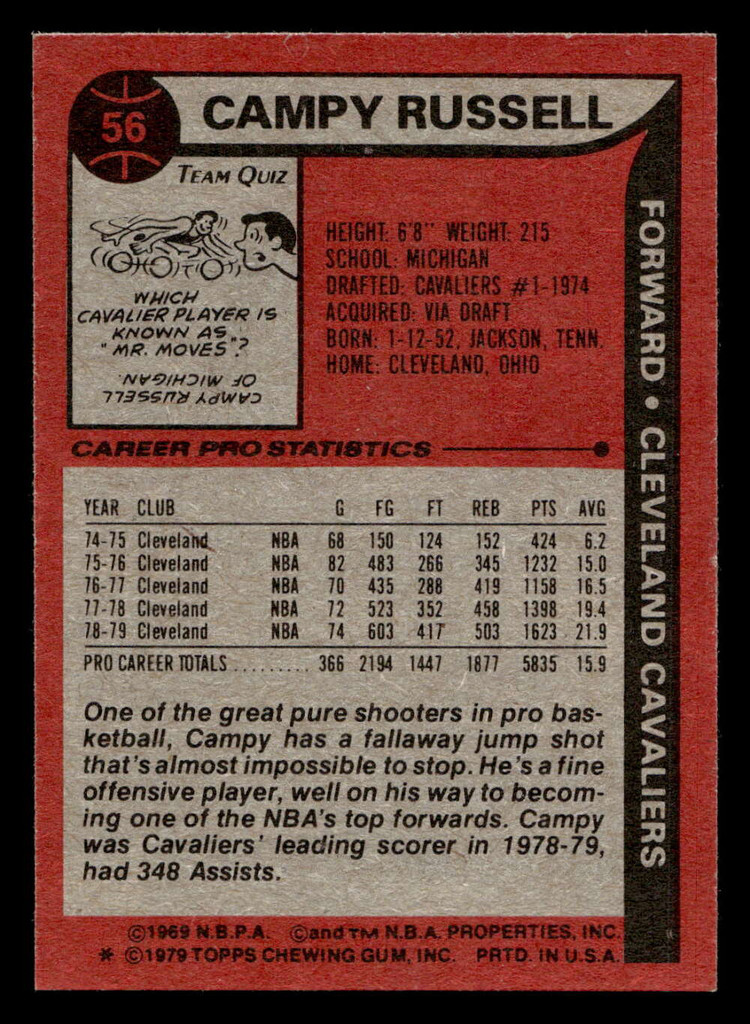 56
CAMPY RUSSELL
TEAM QUIZ
WHICH
CAVALIER PLAYER IS
KNOWN AS
"MR. MOVES"?
CAMPY RUSSELL
OF MICHIGAN.
HEIGHT: 6'8" WEIGHT: 215
SCHOOL: MICHIGAN
DRAFTED: CAVALIERS #1-1974
ACQUIRED: VIA DRAFT
BORN: 1-12-52, JACKSON, TENN.
HOME: CLEVELAND, OHIO
FORWARD • CLEVELAND CAVALIERS
CAREER PRO STATISTICS
YEAR CLUB G FG FT REB PTS AVG
74-75 Cleveland NBA 68 150 124 152 424 6.2
75-76 Cleveland NBA 82 483 266 345 1232 15.0
76-77 Cleveland NBA 70 435 288 419 1158 16.5
77-78 Cleveland NBA 72 523 352 458 1398 19.4
78-79 Cleveland NBA 74 603 417 503 1623 21.9
PRO CAREER TOTALS ......... 366 2194 1447 1877 5835 15.9
One of the great pure shooters in pro bas-
ketball, Campy has a fallaway jump shot
that's almost impossible to stop. He's a fine
offensive player, well on his way to becom-
ing one of the NBA's top forwards. Campy
was Cavaliers' leading scorer in 1978-79,
had 348 Assists.
©1969 N.B.P.A. ©and TM N.B.A. PROPERTIES, INC.
* ©1979 TOPPS CHEWING GUM, INC. PRTD. IN U.S.A.